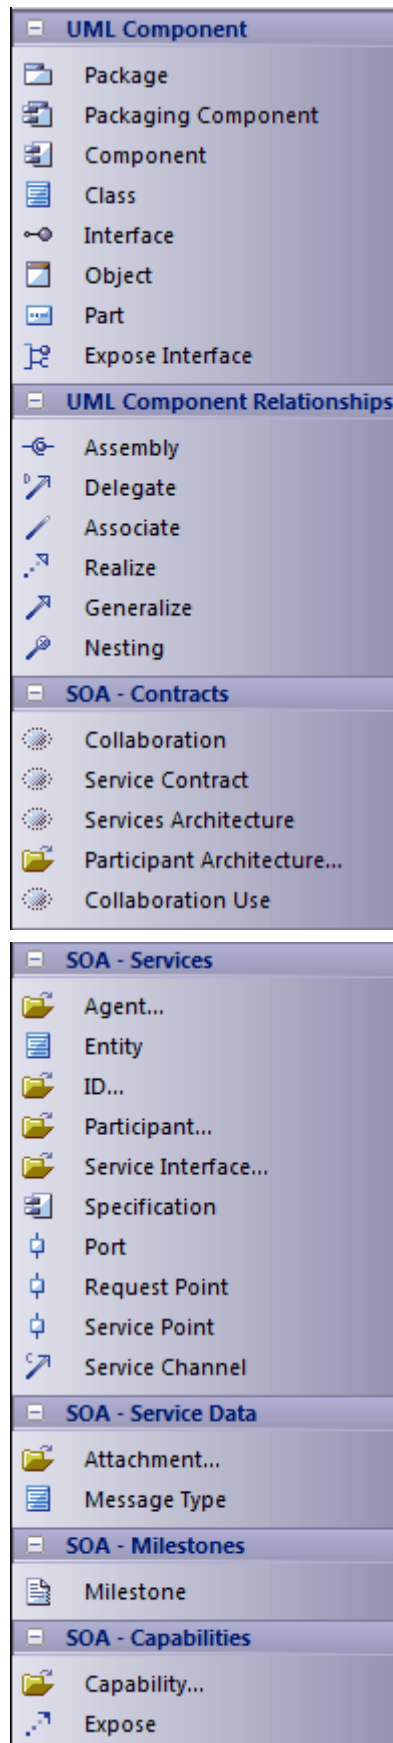 UML Component
Package
Packaging Component
Component
Class
Interface
Object
Part
Expose Interface
UML Component Relationships
Assembly
Delegate
Associate
Realize
Generalize
Nesting
SOA - Contracts
Collaboration
Service Contract
Services Architecture
Participant Architecture...
Collaboration Use
SOA - Services
Agent...
Entity
ID...
Participant...
Service Interface...
Specification
Port
Request Point
Service Point
Service Channel
SOA - Service Data
Attachment...
Message Type
SOA - Milestones
Milestone
SOA - Capabilities
Capability...
Expose